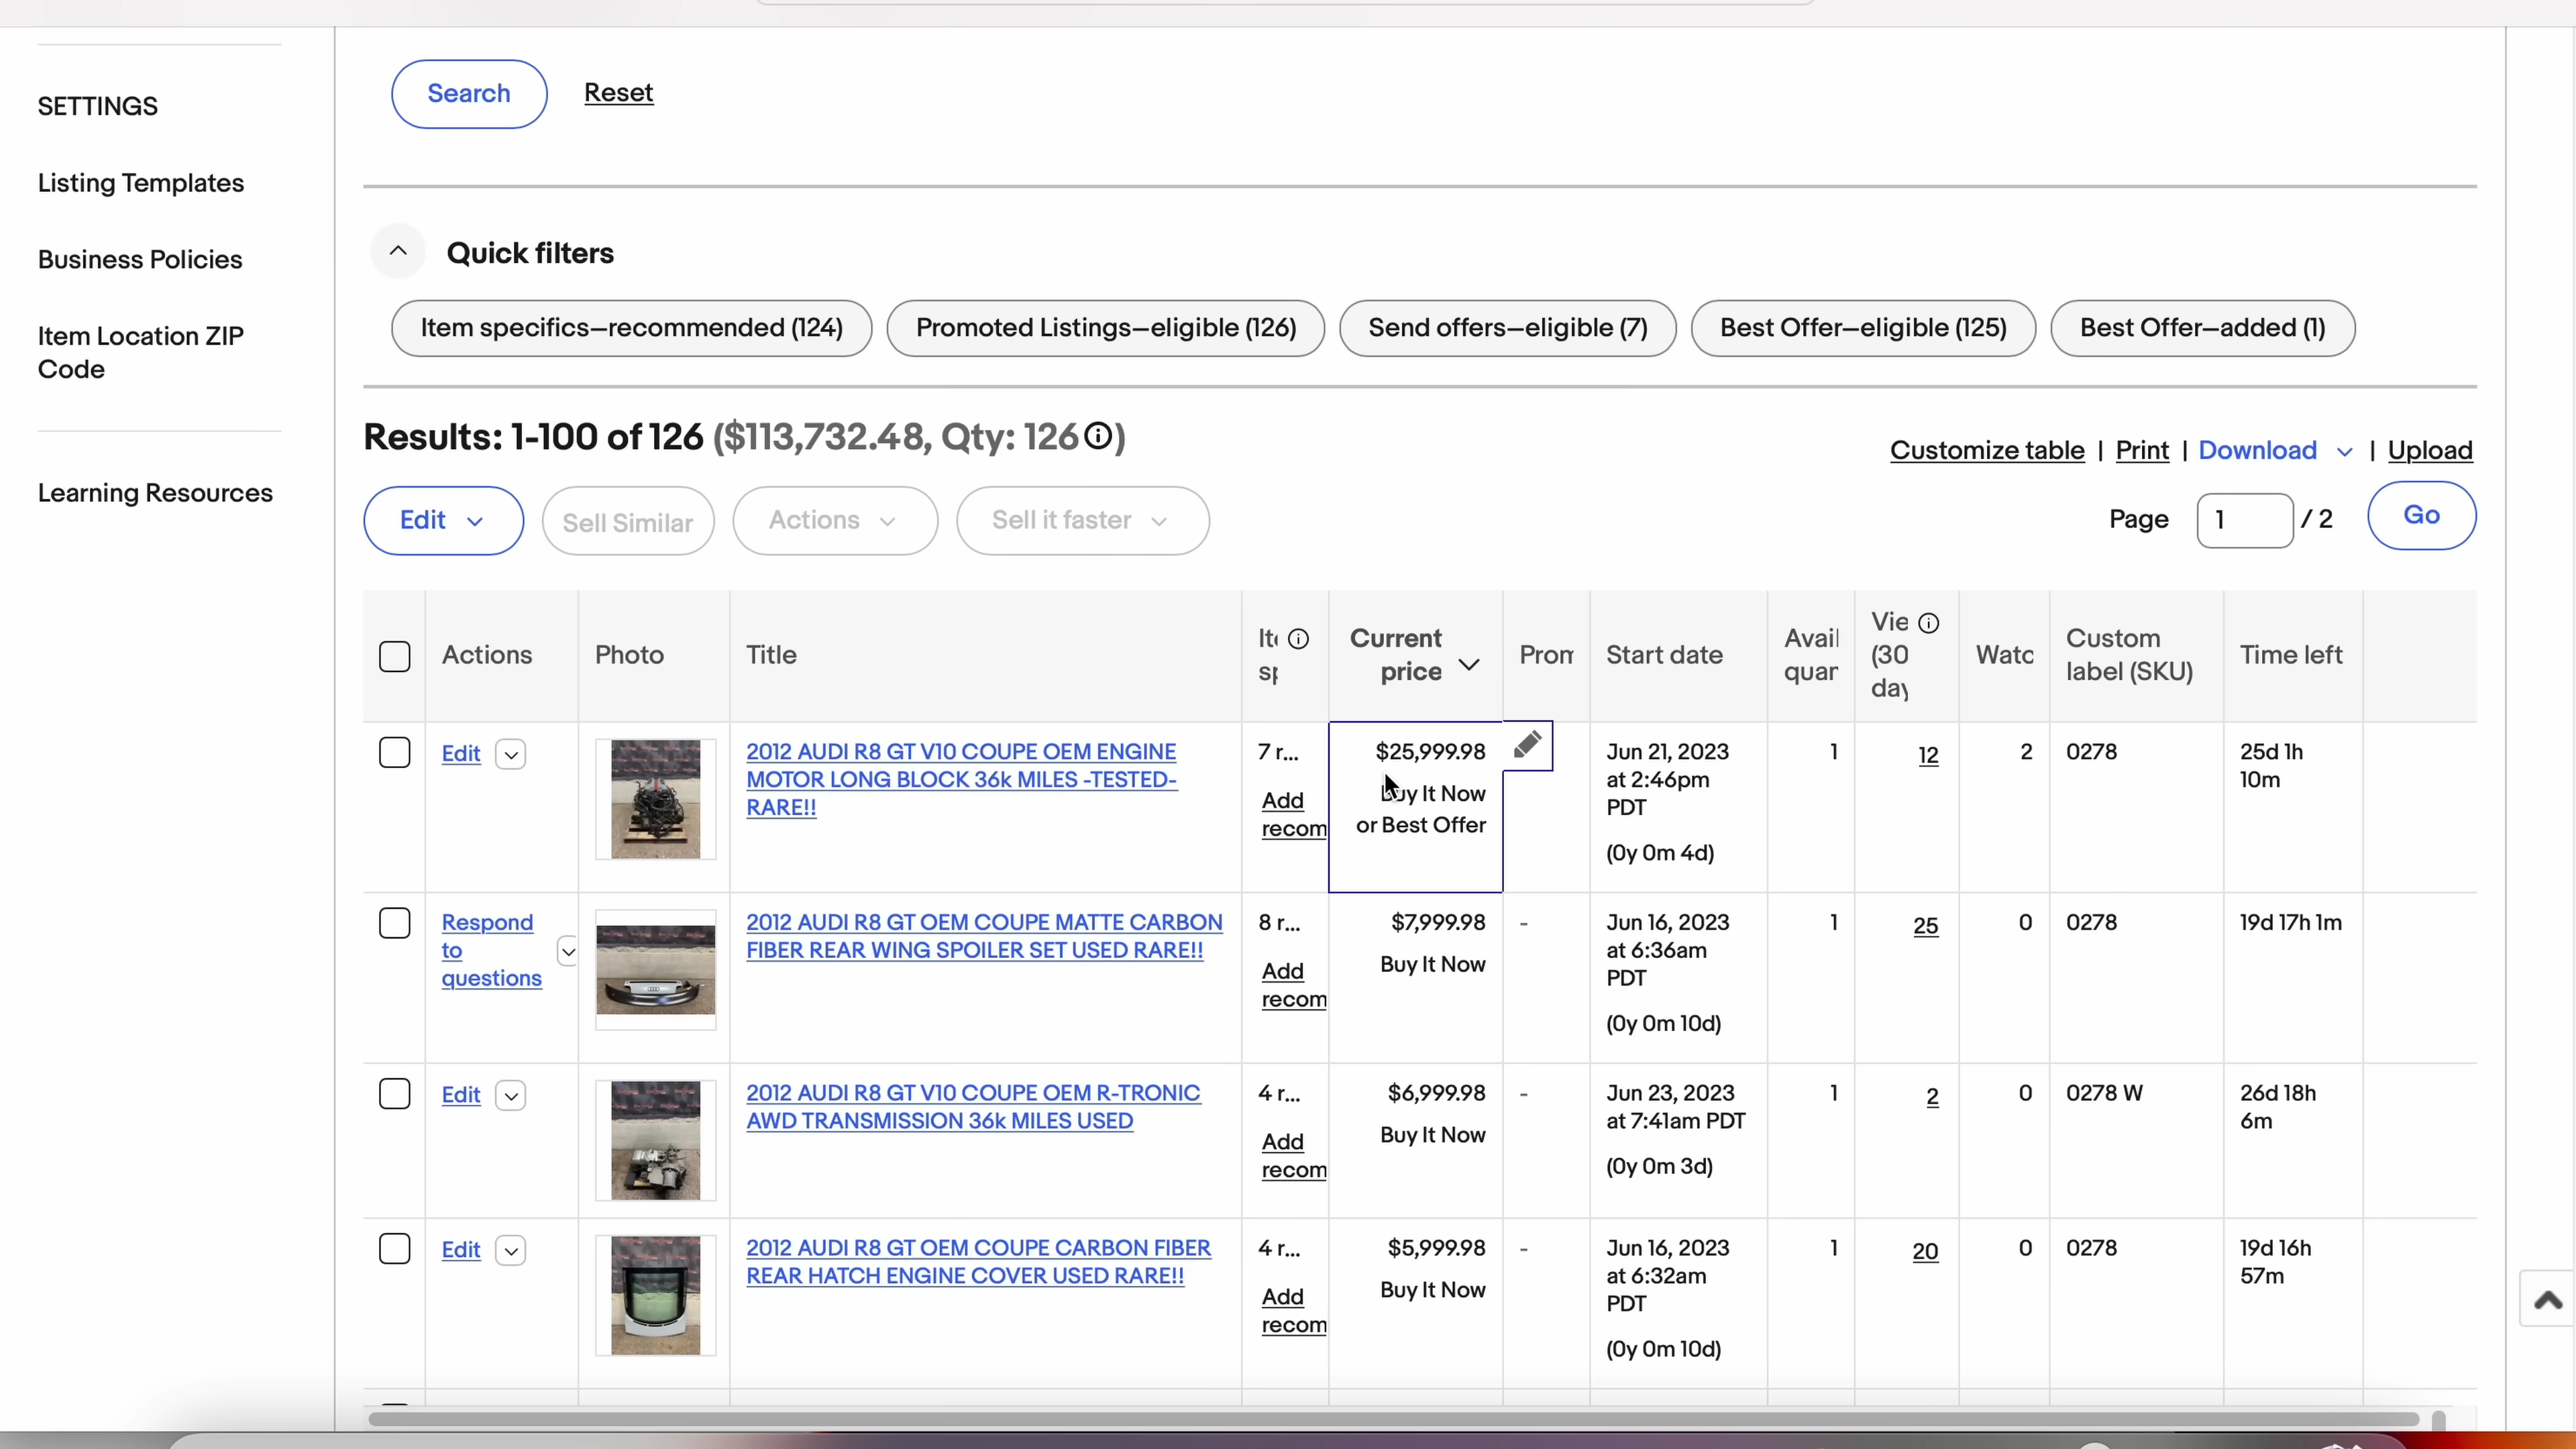 SETTINGS
Listing Templates
Business Policies
Item Location ZIP
Code
Learning Resources
Search Reset
Quick filters
Item specifics—recommended (124) Promoted Listings—eligible (126) Send offers—eligible (7) Best Offer—eligible (125) Best Offer—added (1)
Results: 1-100 of 126 ($113,732.48, Qty: 126)
Customize table | Print | Download | Upload
Edit Sell Similar Actions Sell it faster
Page 1 / 2 Go
Actions Photo Title
Current
price
Start date
Avail
quar
(30
day
Watc
Custom
label (SKU)
Time left
Edit
2012 AUDI R8 GT V10 COUPE OEM ENGINE
MOTOR LONG BLOCK 36k MILES -TESTED-
RARE!!
7 r...
Add
recom
$25,999.98
Buy It Now
or Best Offer
Jun 21, 2023
at 2:46pm
PDT
(0y 0m 4d)
1
12
2
0278
25d 1h
10m
Respond
to
questions
2012 AUDI R8 GT OEM COUPE MATTE CARBON
FIBER REAR WING SPOILER SET USED RARE!!
8 r...
Add
recom
$7,999.98
Buy It Now
-
Jun 16, 2023
at 6:36am
PDT
(0y 0m 10d)
1
25
0
0278
19d 17h 1m
Edit
2012 AUDI R8 GT V10 COUPE OEM R-TRONIC
AWD TRANSMISSION 36k MILES USED
4 r...
Add
recom
$6,999.98
Buy It Now
-
Jun 23, 2023
at 7:41am PDT
(0y 0m 3d)
1
2
0
0278 W
26d 18h
6m
Edit
2012 AUDI R8 GT OEM COUPE CARBON FIBER
REAR HATCH ENGINE COVER USED RARE!!
4 r...
Add
recom
$5,999.98
Buy It Now
-
Jun 16, 2023
at 6:32am
PDT
(0y 0m 10d)
1
20
0
0278
19d 16h
57m